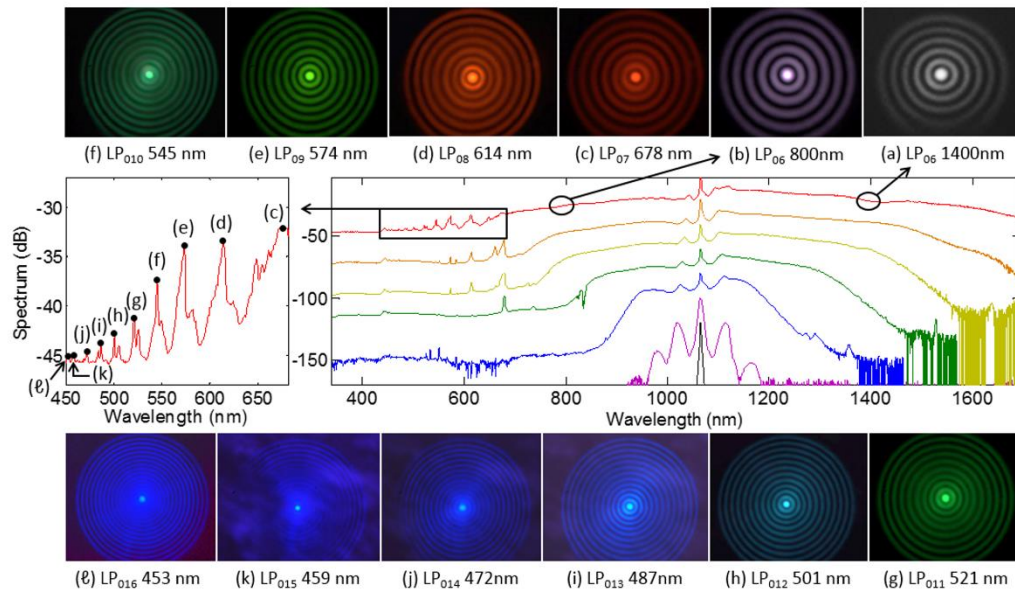 (f) LP₀₁₀ 545 nm
(e) LP₀₉ 574 nm
(d) LP₀₈ 614 nm
(c) LP₀₇ 678 nm
(b) LP₀₆ 800nm
(a) LP₀₆ 1400nm
Spectrum (dB)
-30
-35
-40
-45
(c)
(d)
(e)
(f)
(g)
(h)
(i)
(j)
(k)
(ℓ)
450 500 550 600 650
Wavelength (nm)
-50
-100
-150
400 600 800 1000 1200 1400 1600
Wavelength (nm)
(ℓ) LP₀₁₆ 453 nm
(k) LP₀₁₅ 459 nm
(j) LP₀₁₄ 472nm
(i) LP₀₁₃ 487nm
(h) LP₀₁₂ 501 nm
(g) LP₀₁₁ 521 nm